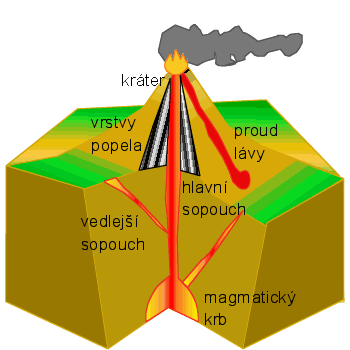 kráter
vrstvy
popela
proud
lávy
hlavní
sopouch
vedlejší
sopouch
magmatický
krb